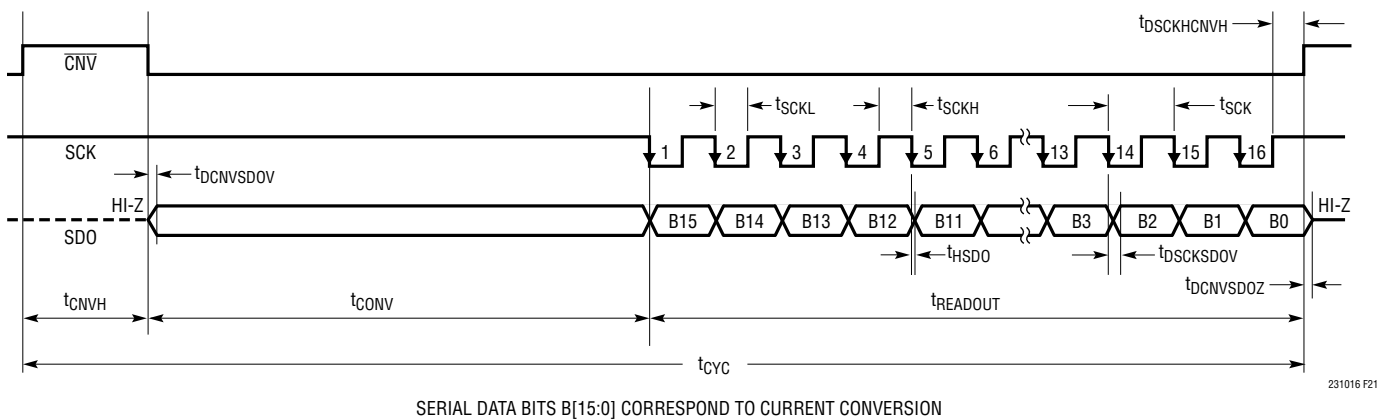 tDSCKHCNVH
CNV
tSCKL
tSCKH
tSCK
SCK
1 2 3 4 5 6 13 14 15 16
tDCNVSDOV
HI-Z
HI-Z
SDO
B15 B14 B13 B12 B11 B3 B2 B1 B0
tHSDO
tDSCKSDOV
tDCNVSDOZ
tCNVH
tCONV
tREADOUT
tCYC
231016 F21
SERIAL DATA BITS B[15:0] CORRESPOND TO CURRENT CONVERSION